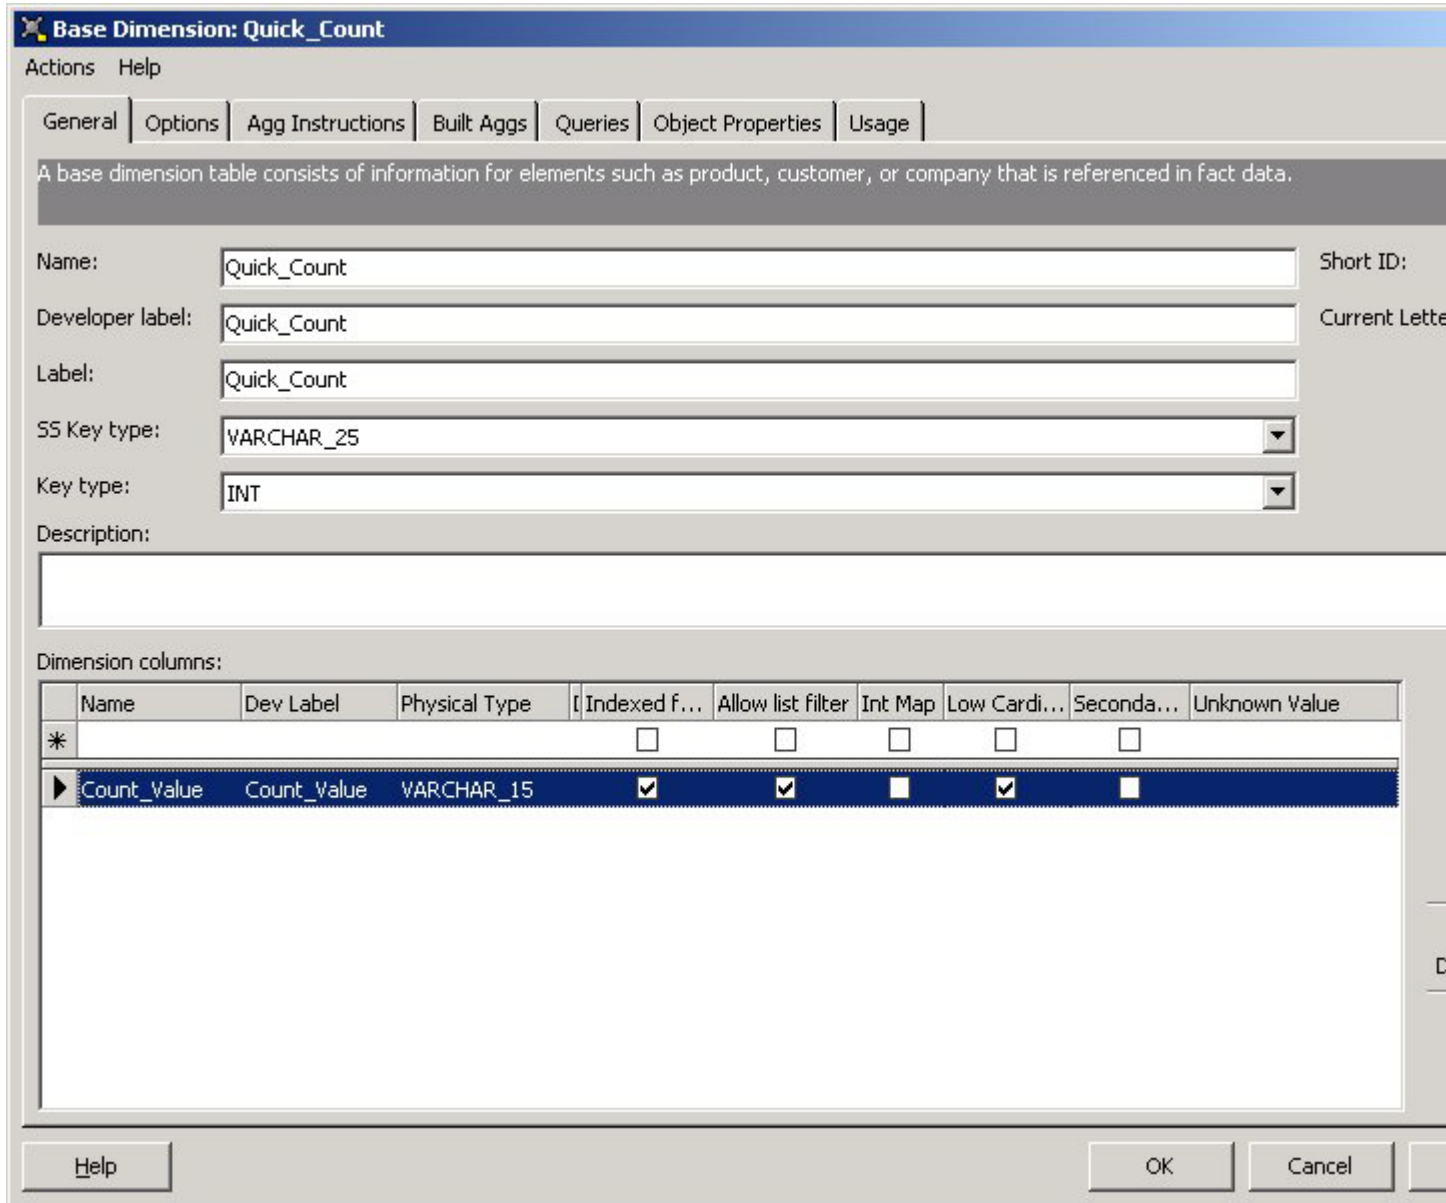 Base Dimension: Quick_Count
Actions Help
General Options Agg Instructions Built Aggs Queries Object Properties Usage
A base dimension table consists of information for elements such as product, customer, or company that is referenced in fact data.
Name: Quick_Count Short ID:
Developer label: Quick_Count Current Lette
Label: Quick_Count
SS Key type: VARCHAR_25
Key type: INT
Description:
Dimension columns:
Name Dev Label Physical Type Indexed f... Allow list filter Int Map Low Cardi... Seconda... Unknown Value
Count_Value Count_Value VARCHAR_15
Help OK Cancel